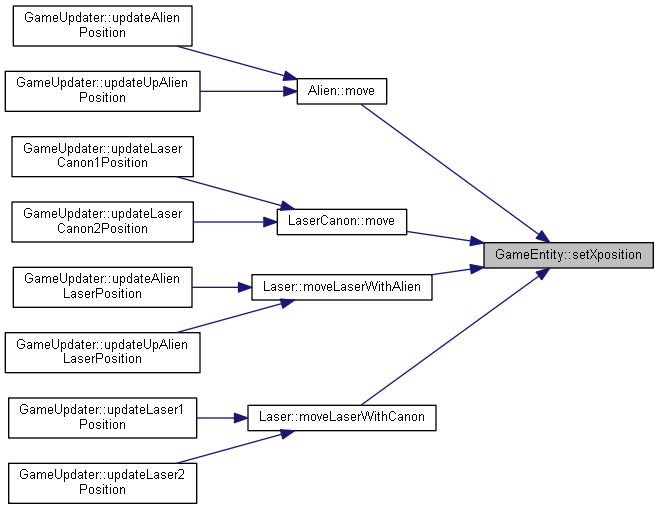 GameUpdater::updateAlien
Position
GameUpdater::updateUpAlien
Position
Alien::move
GameUpdater::updateLaser
Canon1Position
GameUpdater::updateLaser
Canon2Position
LaserCanon::move
GameEntity::setXposition
GameUpdater::updateAlien
LaserPosition
Laser::moveLaserWithAlien
GameUpdater::updateUpAlien
LaserPosition
GameUpdater::updateLaser1
Position
Laser::moveLaserWithCanon
GameUpdater::updateLaser2
Position